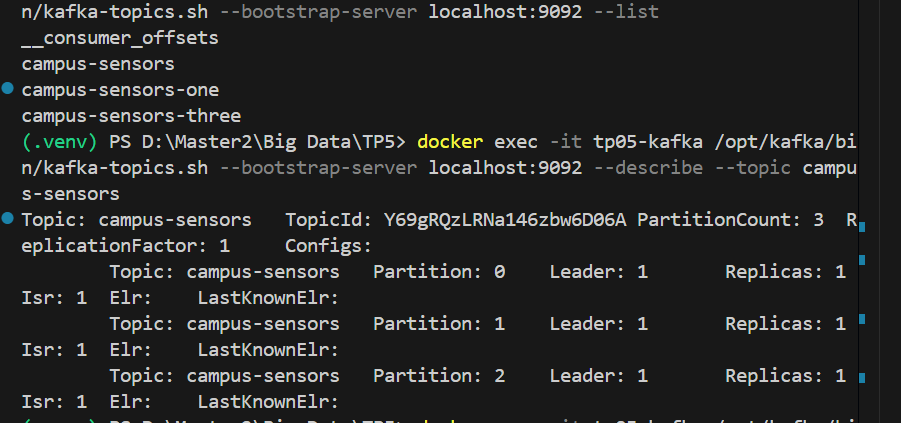 n/kafka-topics.sh --bootstrap-server localhost:9092 --list
__consumer_offsets
campus-sensors
campus-sensors-one
campus-sensors-three
(.venv) PS D:\Master2\Big Data\TP5> docker exec -it tp05-kafka /opt/kafka/bi
n/kafka-topics.sh --bootstrap-server localhost:9092 --describe --topic campu
s-sensors
Topic: campus-sensors   TopicId: Y69gRQzLRNa146zbw6D06A PartitionCount: 3  R
eplicationFactor: 1     Configs:
        Topic: campus-sensors   Partition: 0    Leader: 1       Replicas: 1
Isr: 1  Elr:    LastKnownElr:
        Topic: campus-sensors   Partition: 1    Leader: 1       Replicas: 1
Isr: 1  Elr:    LastKnownElr:
        Topic: campus-sensors   Partition: 2    Leader: 1       Replicas: 1
Isr: 1  Elr:    LastKnownElr: